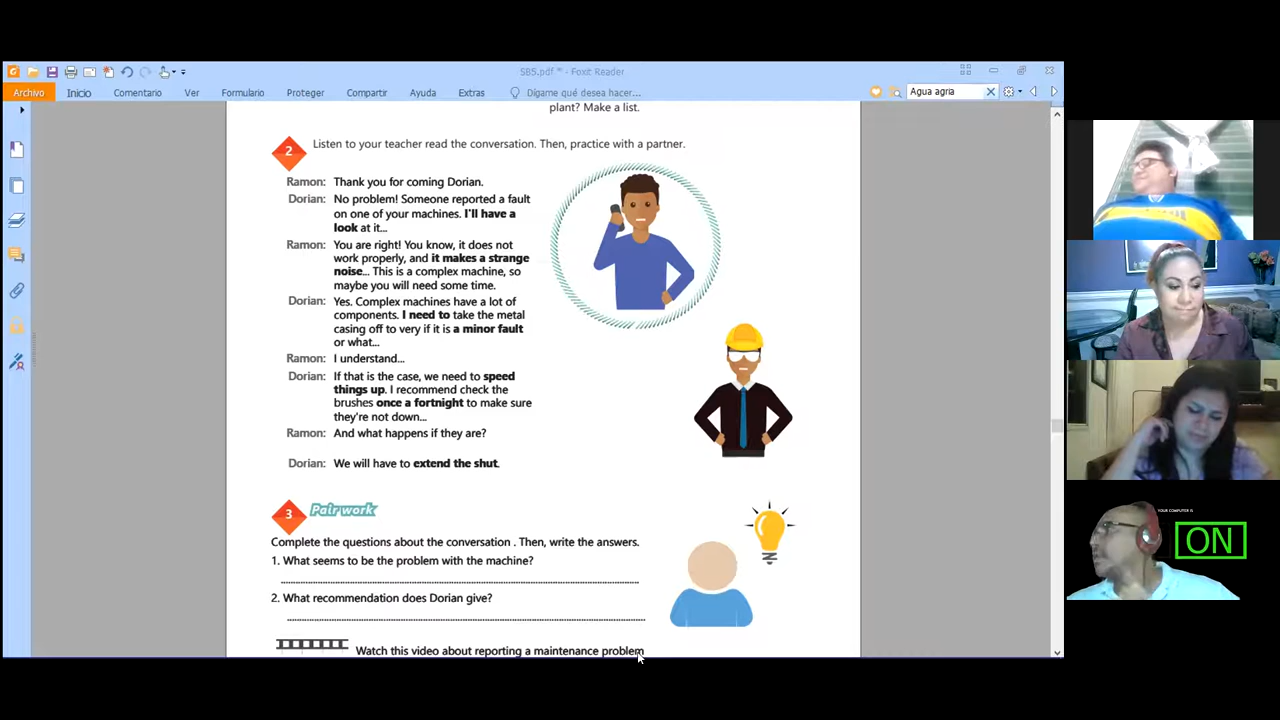 SB5.pdf * - Foxit Reader
Archivo Inicio Comentario Ver Formulario Proteger Compartir Ayuda Extras Dígame qué desea hacer... Agua agria
plant? Make a list.
2 Listen to your teacher read the conversation. Then, practice with a partner.
Ramon: Thank you for coming Dorian.
Dorian: No problem! Someone reported a fault
on one of your machines. I'll have a
look at it...
Ramon: You are right! You know, it does not
work properly, and it makes a strange
noise... This is a complex machine, so
maybe you will need some time.
Dorian: Yes. Complex machines have a lot of
components. I need to take the metal
casing off to very if it is a minor fault
or what...
Ramon: I understand...
Dorian: If that is the case, we need to speed
things up. I recommend check the
brushes once a fortnight to make sure
they're not down...
Ramon: And what happens if they are?
Dorian: We will have to extend the shut.
3 Pair work
Complete the questions about the conversation . Then, write the answers.
1. What seems to be the problem with the machine?
2. What recommendation does Dorian give?
Watch this video about reporting a maintenance problem
YOUR COMPUTER IS
ON